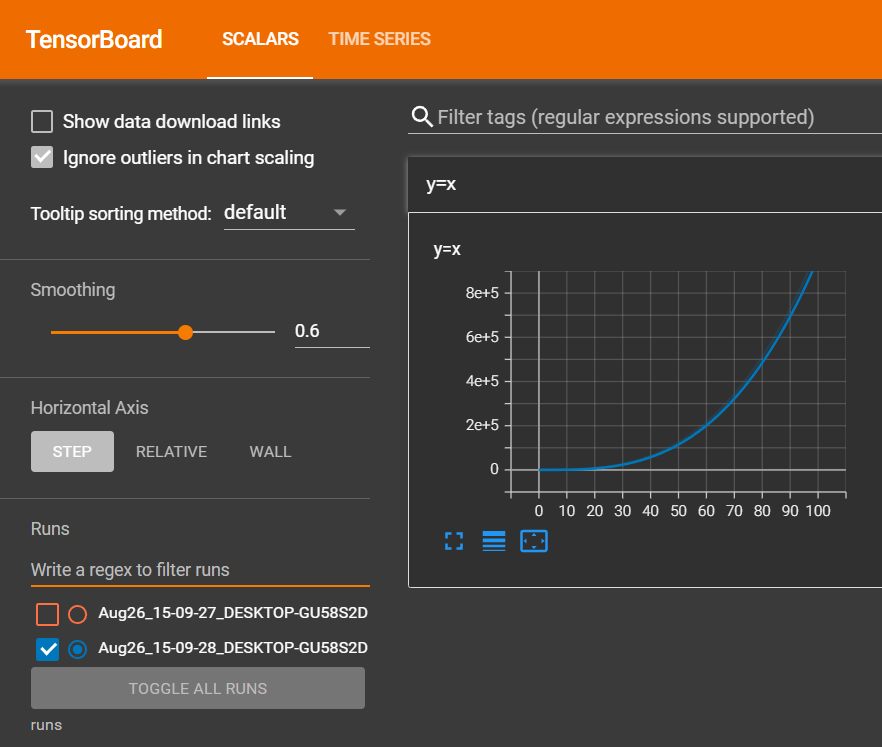 TensorBoard SCALARS TIME SERIES
Show data download links
Ignore outliers in chart scaling
Tooltip sorting method: default
Smoothing
0.6
Horizontal Axis
STEP RELATIVE WALL
Runs
Write a regex to filter runs
Aug26_15-09-27_DESKTOP-GU58S2D
Aug26_15-09-28_DESKTOP-GU58S2D
TOGGLE ALL RUNS
runs
Filter tags (regular expressions supported)
y=x
y=x
8e+5
6e+5
4e+5
2e+5
0
0 10 20 30 40 50 60 70 80 90 100